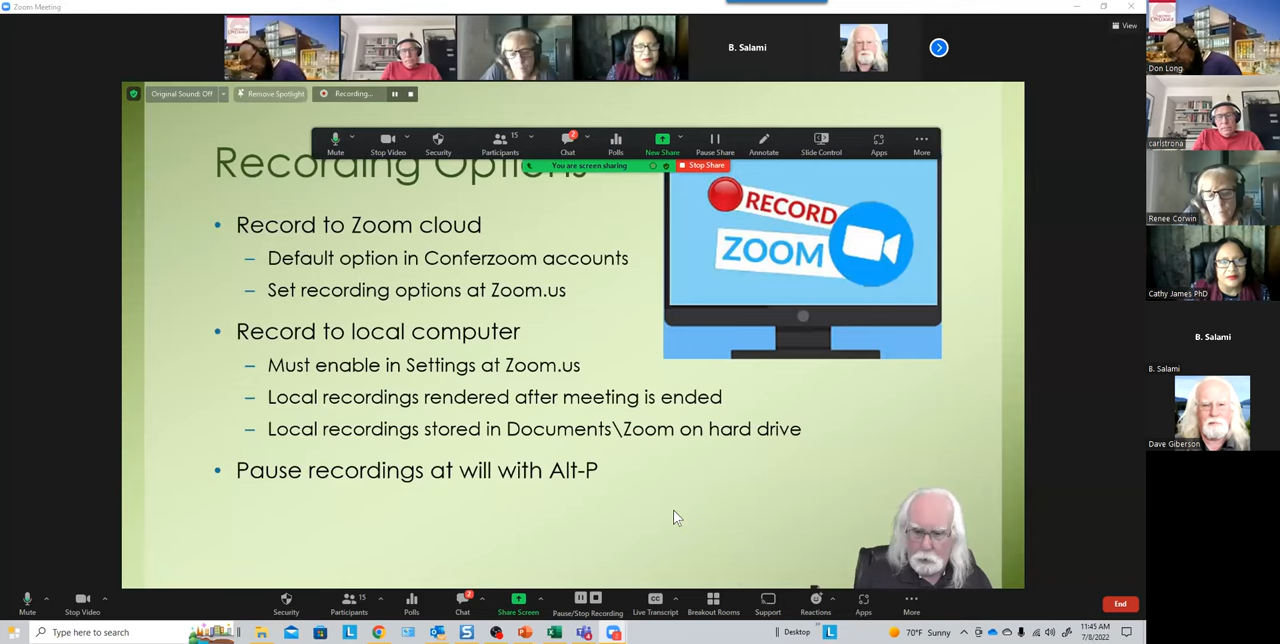 Zoom Meeting
View
B. Salami
Original Sound: Off
Remove Spotlight
Recording...
15
2
Mute
Stop Video
Security
Participants
Chat
Polls
New Share
Pause Share
Annotate
Slide Control
Apps
More
You are screen sharing
Stop Share
Recording Options
• Record to Zoom cloud
– Default option in Conferzoom accounts
– Set recording options at Zoom.us
• Record to local computer
– Must enable in Settings at Zoom.us
– Local recordings rendered after meeting is ended
– Local recordings stored in Documents\Zoom on hard drive
• Pause recordings at will with Alt-P
RECORD
ZOOM
Don Long
carlstrona
Renee Corwin
Cathy James PhD
B. Salami
B. Salami
Dave Giberson
15
2
Mute
Stop Video
Security
Participants
Polls
Chat
Share Screen
Pause/Stop Recording
Live Transcript
Breakout Rooms
Support
Reactions
Apps
More
End
Type here to search
Desktop
70°F Sunny
11:45 AM
7/8/2022